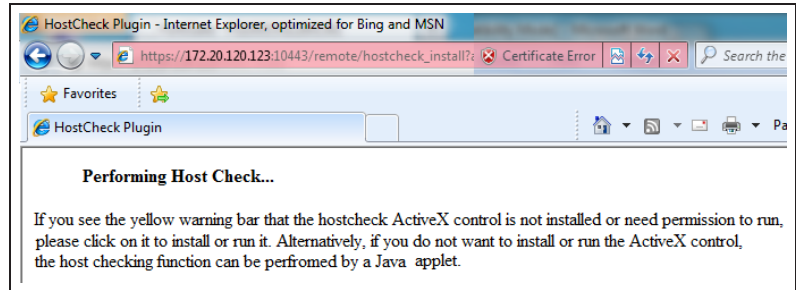 HostCheck Plugin - Internet Explorer, optimized for Bing and MSN
https://172.20.120.123:10443/remote/hostcheck_install?a Certificate Error Search the
Favorites
HostCheck Plugin Pa
Performing Host Check...
If you see the yellow warning bar that the hostcheck ActiveX control is not installed or need permission to run,
please click on it to install or run it. Alternatively, if you do not want to install or run the ActiveX control,
the host checking function can be perfromed by a Java applet.